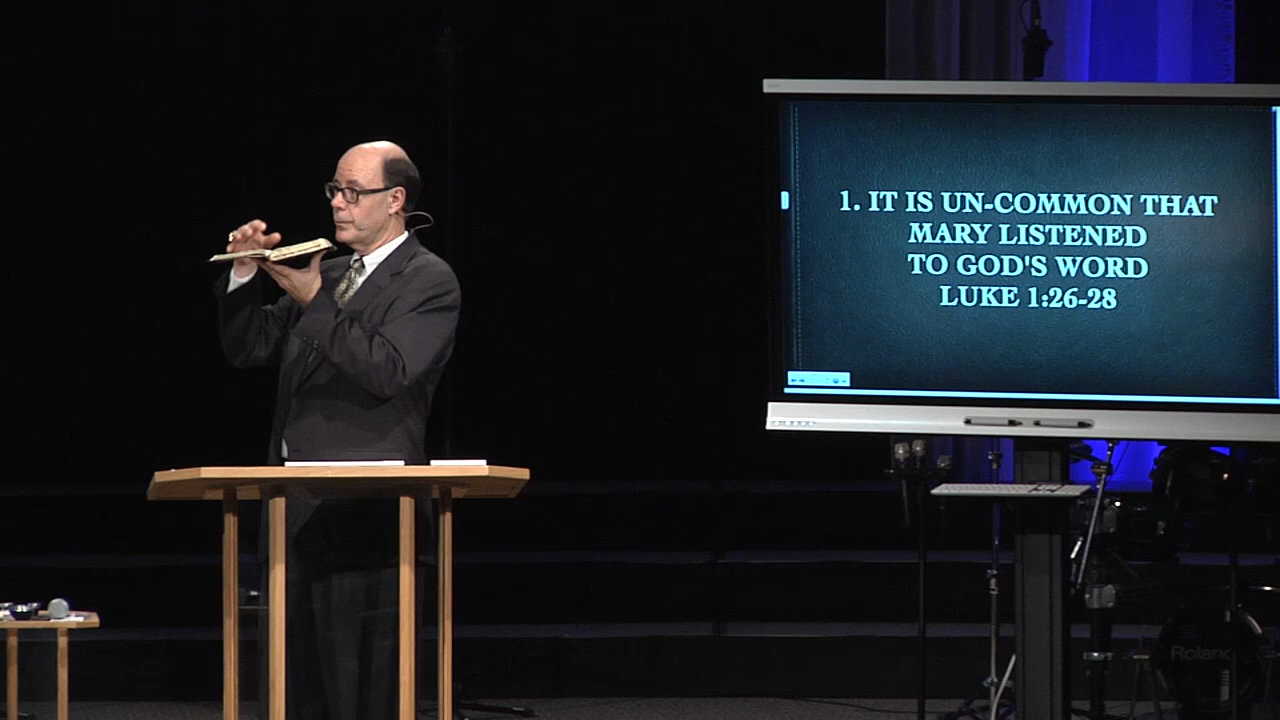 1. IT IS UN-COMMON THAT
MARY LISTENED
TO GOD'S WORD
LUKE 1:26-28
Roland